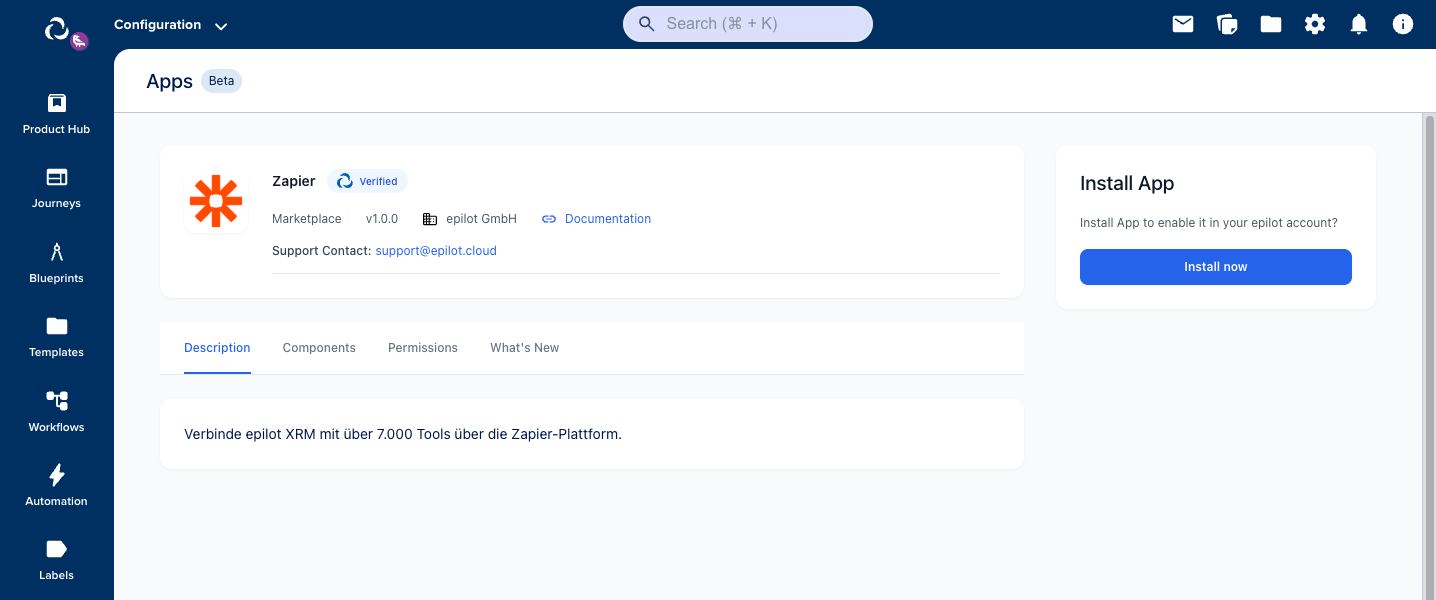 Configuration
Search (⌘ + K)
Product Hub
Journeys
Blueprints
Templates
Workflows
Automation
Labels
Apps Beta
Zapier Verified
Marketplace v1.0.0 epilot GmbH Documentation
Support Contact: support@epilot.cloud
Install App
Install App to enable it in your epilot account?
Install now
Description Components Permissions What's New
Verbinde epilot XRM mit über 7.000 Tools über die Zapier-Plattform.